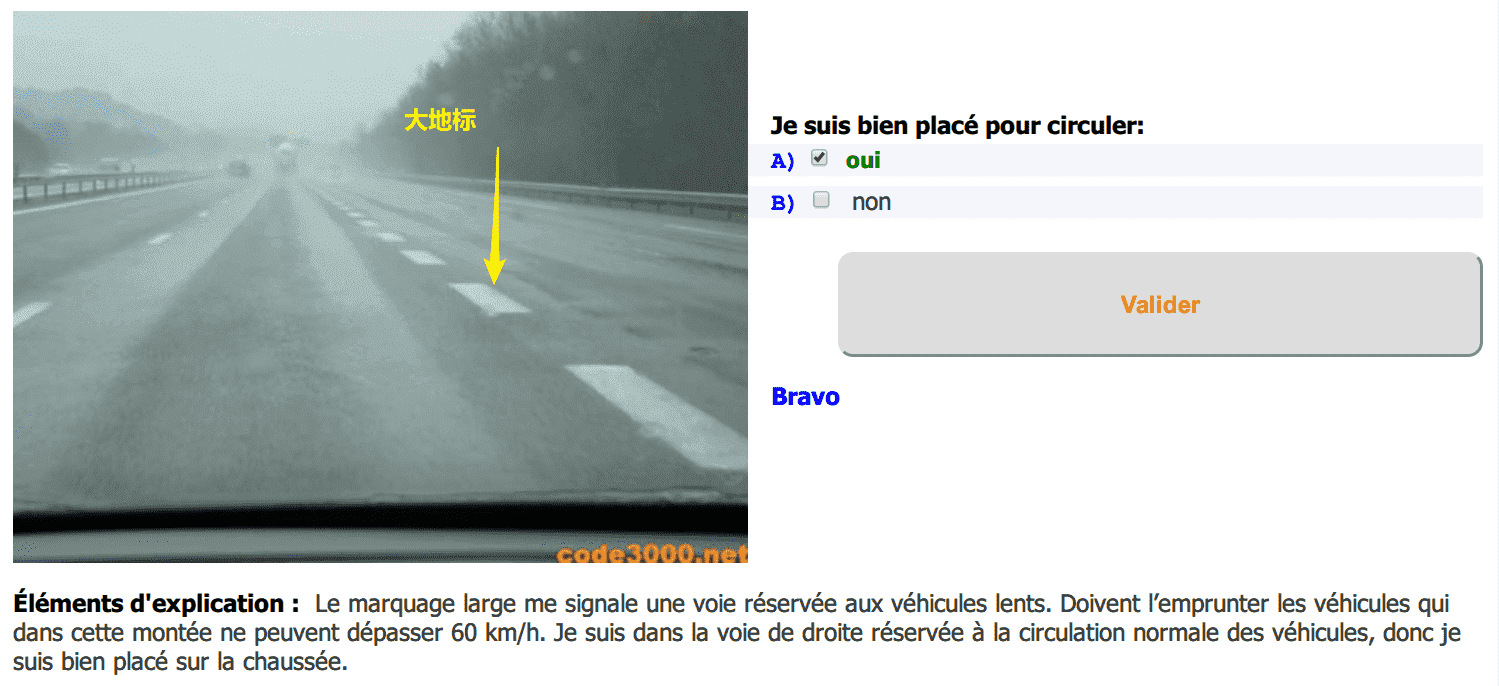 大地标
code3000.net
Je suis bien placé pour circuler:
A) oui
B) non
Valider
Bravo
Éléments d'explication : Le marquage large me signale une voie réservée aux véhicules lents. Doivent l’emprunter les véhicules qui
dans cette montée ne peuvent dépasser 60 km/h. Je suis dans la voie de droite réservée à la circulation normale des véhicules, donc je
suis bien placé sur la chaussée.